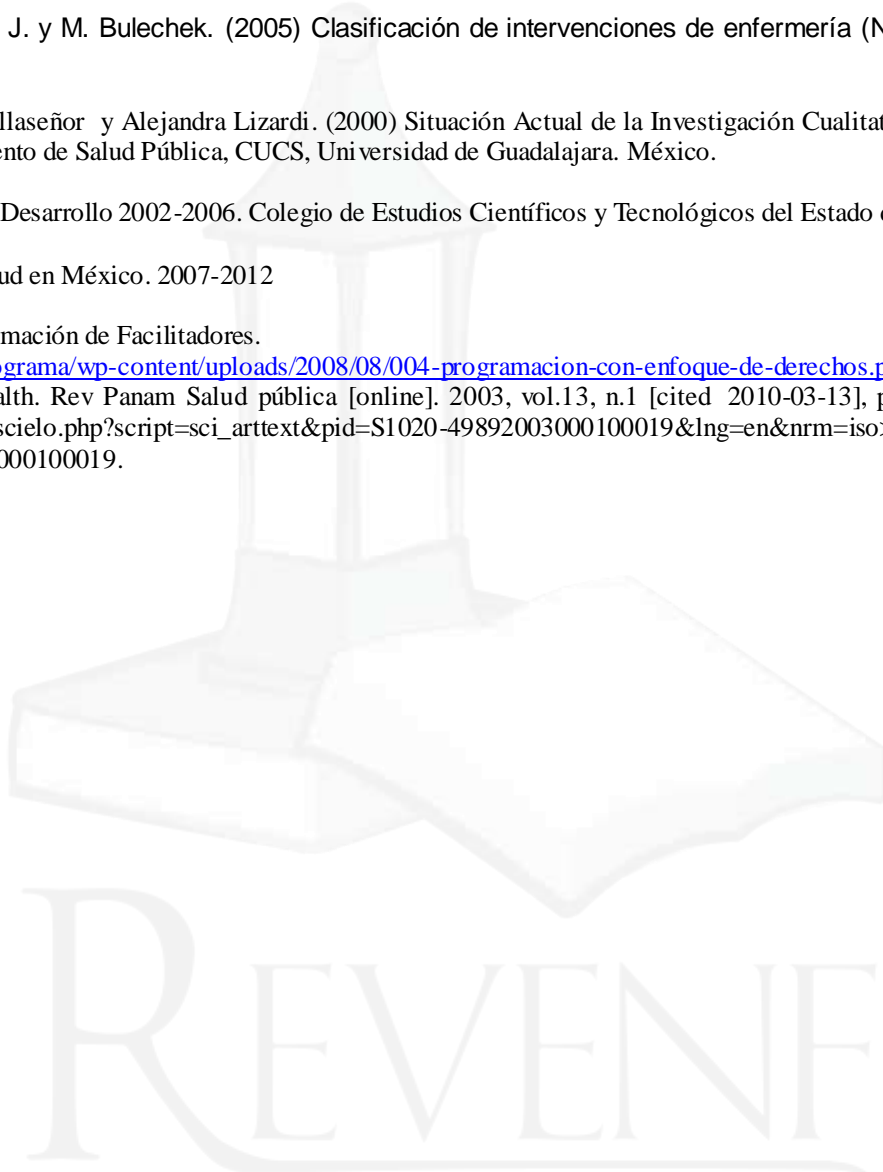 J. y M. Bulechek. (2005) Clasificación de intervenciones de enfermería (N
llaseñor y Alejandra Lizardi. (2000) Situación Actual de la Investigación Cualitat
ento de Salud Pública, CUCS, Universidad de Guadalajara. México.
Desarrollo 2002-2006. Colegio de Estudios Científicos y Tecnológicos del Estado
ud en México. 2007-2012
mación de Facilitadores.
ograma/wp-content/uploads/2008/08/004-programacion-con-enfoque-de-derechos.p
alth. Rev Panam Salud pública [online]. 2003, vol.13, n.1 [cited 2010-03-13], p
scielo.php?script=sci_arttext&pid=S1020-49892003000100019&lng=en&nrm=iso>
000100019.
REVENF